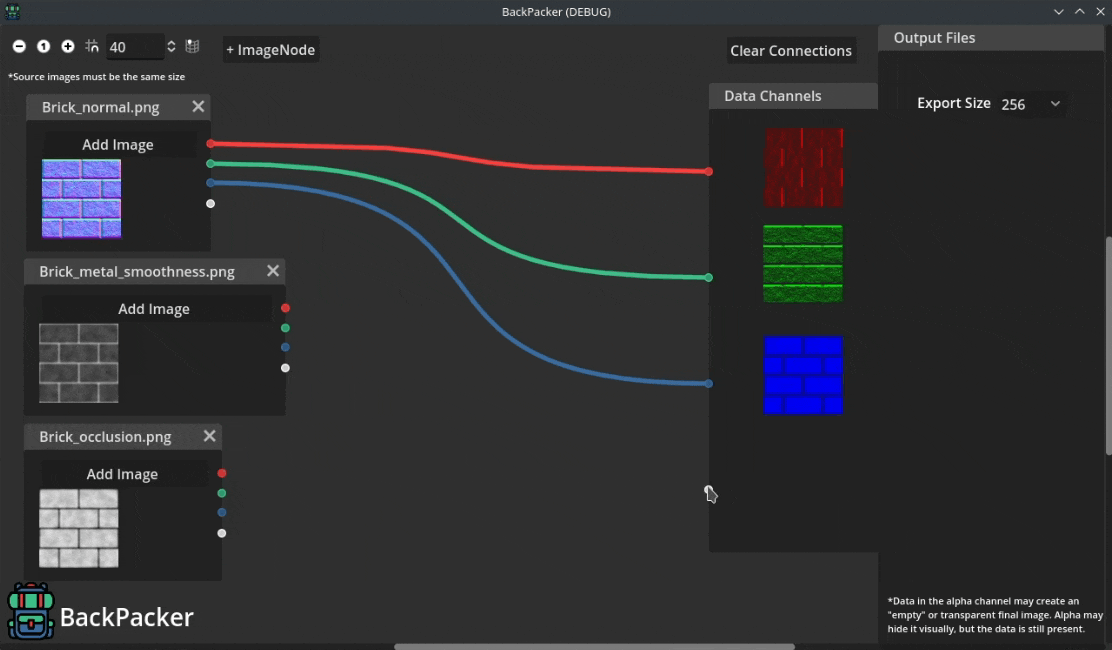 BackPacker (DEBUG)
1
40
+ ImageNode
Clear Connections
Output Files
*Source images must be the same size
Brick_normal.png
Add Image
Brick_metal_smoothness.png
Add Image
Brick_occlusion.png
Add Image
Data Channels
Export Size 256
BackPacker
*Data in the alpha channel may create an
"empty" or transparent final image. Alpha may
hide it visually, but the data is still present.